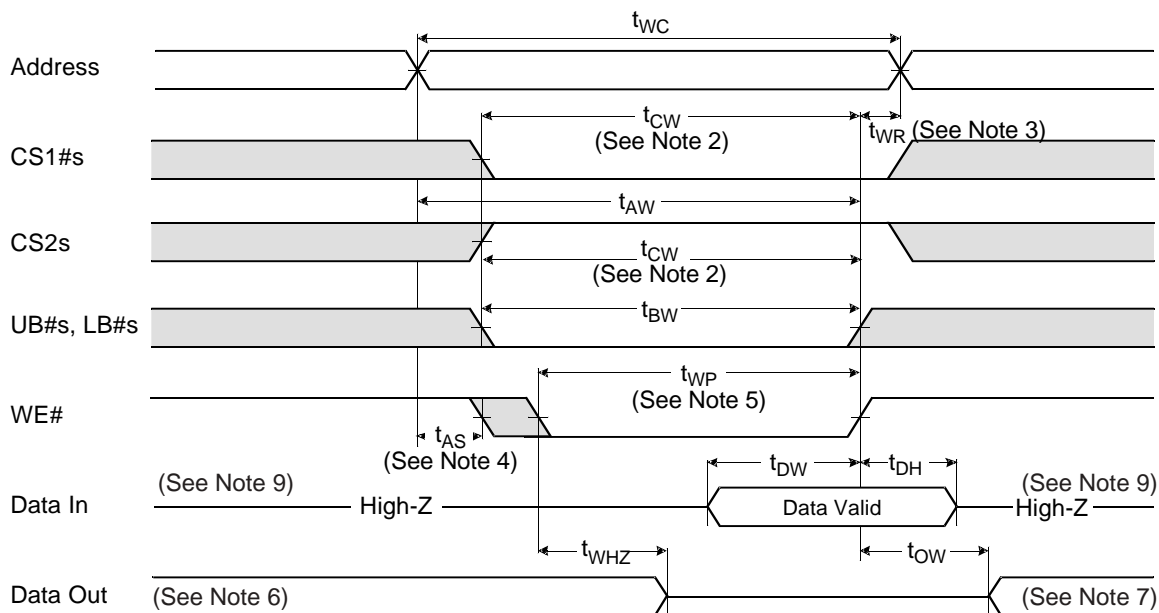 tWC
Address
tCW
(See Note 2)
tWR (See Note 3)
CS1#s
tAW
CS2s
tCW
(See Note 2)
tBW
UB#s, LB#s
tWP
(See Note 5)
WE#
tAS
(See Note 4)
tDW
tDH
(See Note 9)
(See Note 9)
Data In
High-Z
Data Valid
High-Z
tWHZ
tOW
Data Out
(See Note 6)
(See Note 7)